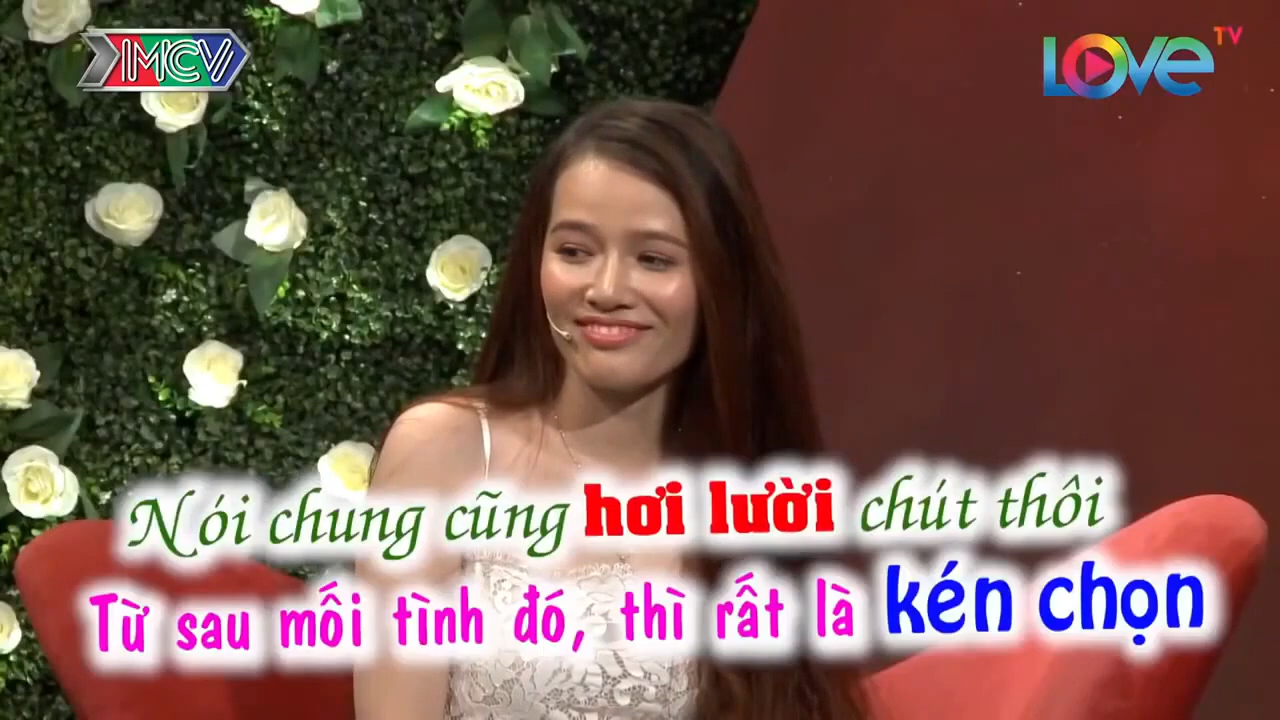 MCV
LOVE TV
Nói chung cũng hơi lười chút thôi
Từ sau mối tình đó, thì rất là kén chọn